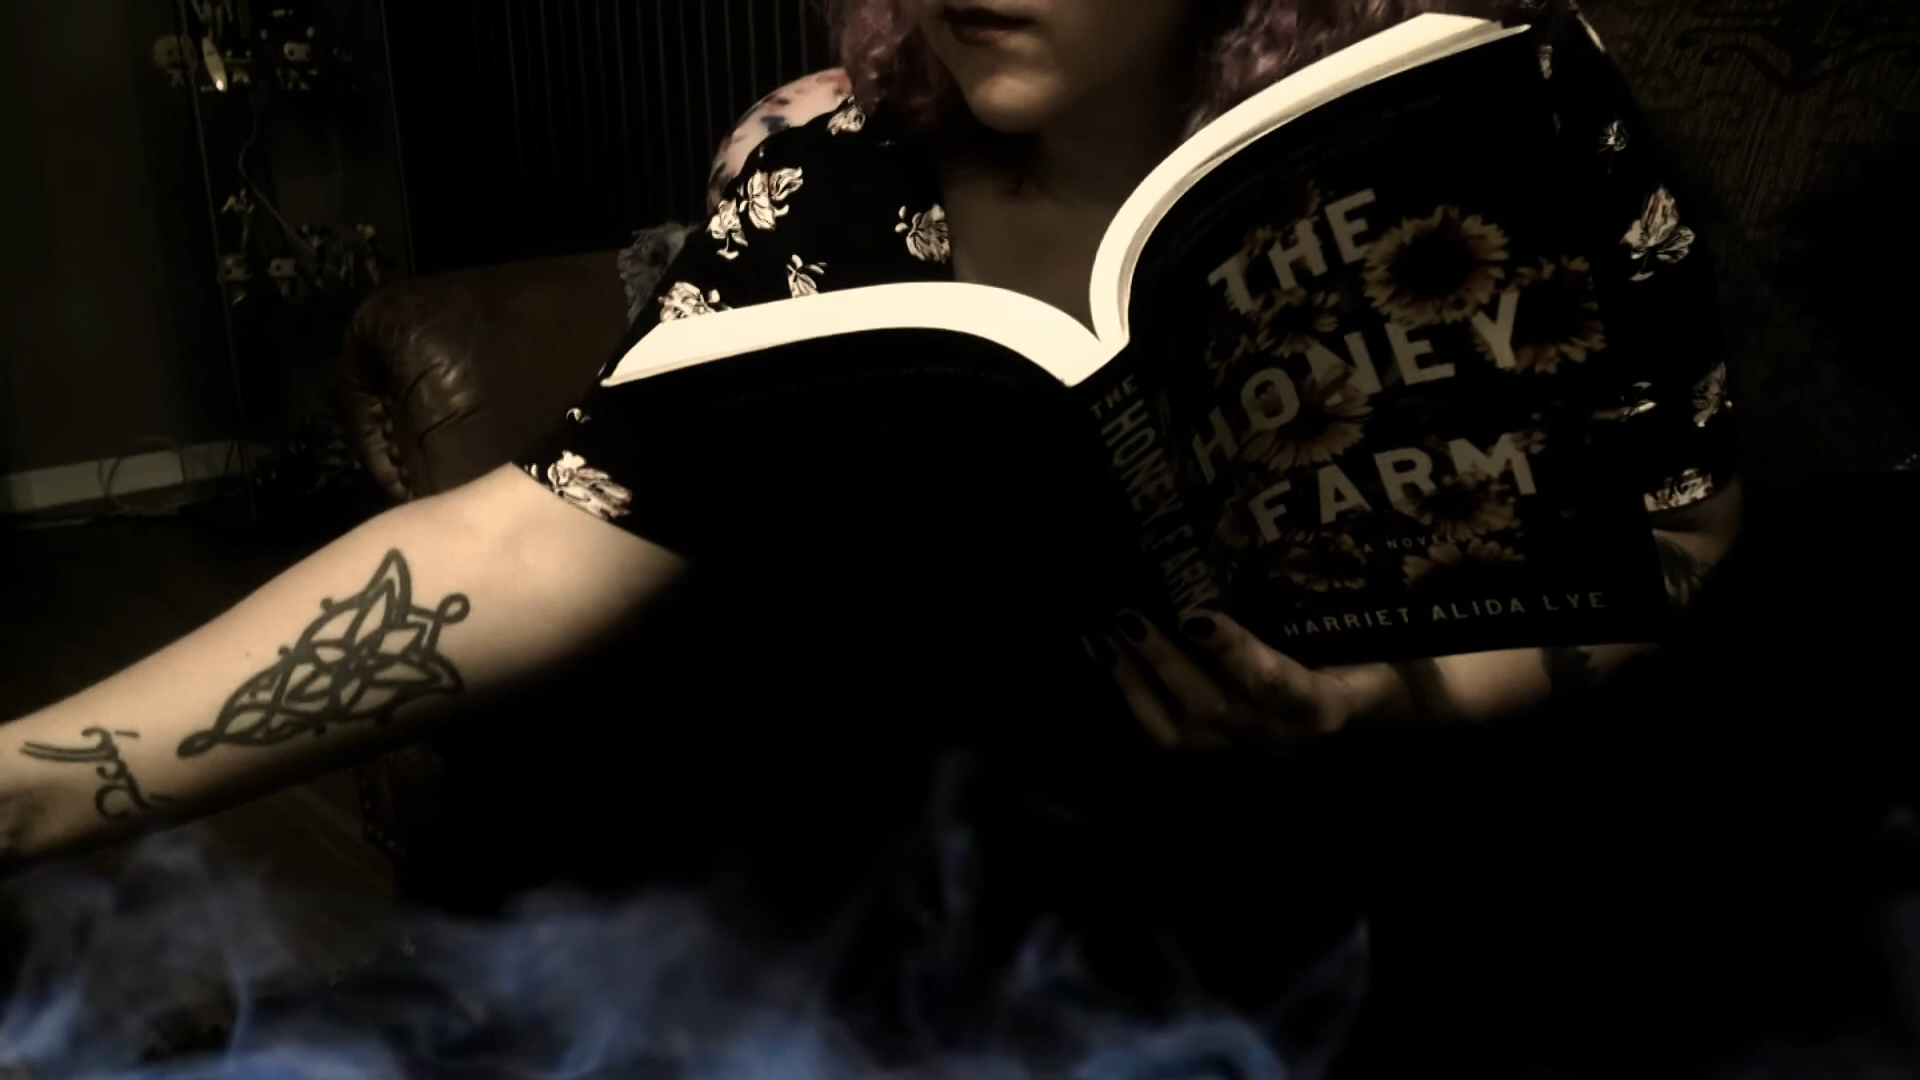 THE
HONEY
FARM
A NOVEL
HARRIET ALIDA LYE
THE HONEY FARM